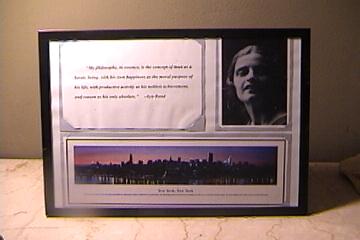 "My philosophy, in essence, is the concept of man as a
heroic being, with his own happiness as the moral purpose of
his life, with productive activity as his noblest achievement,
and reason as his only absolute." -Ayn Rand
New York, New York